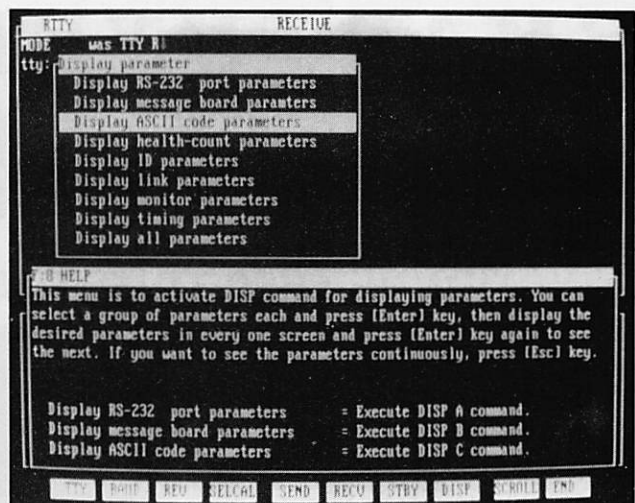 RTTY RECEIVE
MODE was TTY R
tty:
Display parameter
Display RS-232 port parameters
Display message board paramters
Display ASCII code parameters
Display health-count parameters
Display ID parameters
Display link parameters
Display monitor parameters
Display timing parameters
Display all parameters
F:8 HELP
This menu is to activate DISP command for displaying parameters. You can
select a group of parameters each and press [Enter] key, then display the
desired parameters in every one screen and press [Enter] key again to see
the next. If you want to see the parameters continuously, press [Esc] key.
Display RS-232 port parameters = Execute DISP A command.
Display message board parameters = Execute DISP B command.
Display ASCII code parameters = Execute DISP C command.
TTY BAUE REV SELCAL SEND RECV STBY DISP SCROLL END